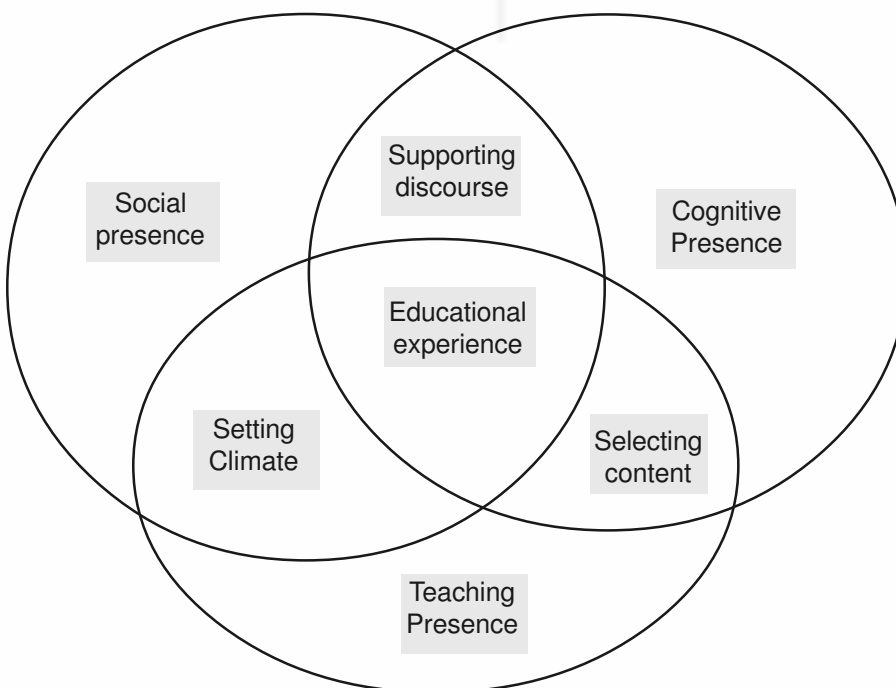 Supporting
discourse
Social
presence
Cognitive
Presence
Educational
experience
Setting
Climate
Selecting
content
Teaching
Presence